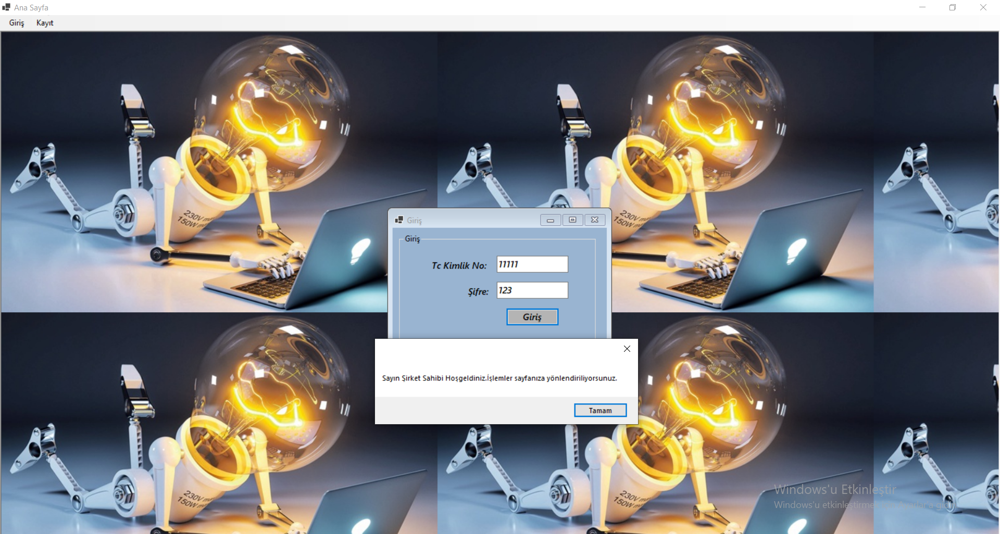 Ana Sayfa
Giriş Kayıt
230V
150W
230V
150W
Giriş
Giriş
Tc Kimlik No: 11111
Şifre: 123
Giriş
Sayın Şirket Sahibi Hoşgeldiniz.İşlemler sayfanıza yönlendiriliyorsunuz.
Tamam
230V
150W
230V
150W
Windows'u Etkinleştir
Windows'u etkinleştirme